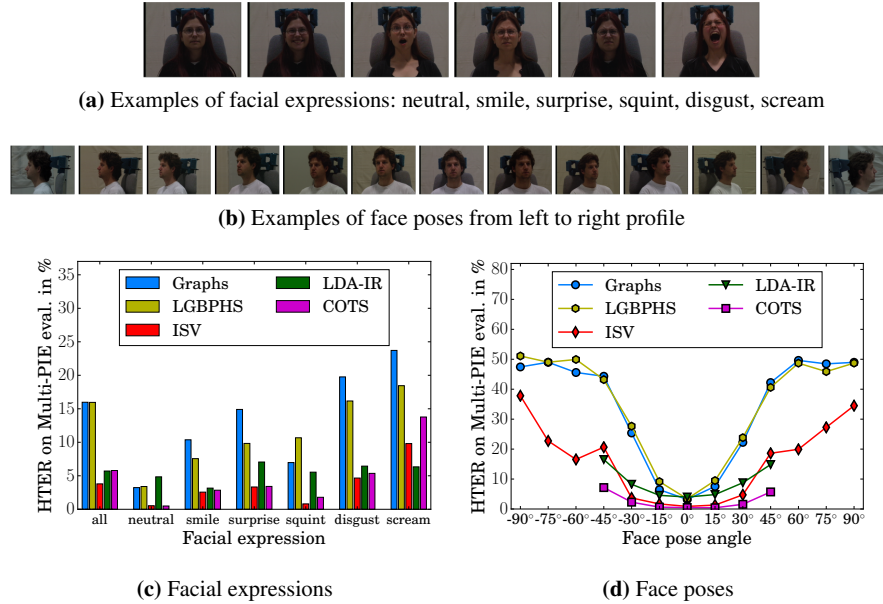 (a) Examples of facial expressions: neutral, smile, surprise, squint, disgust, scream
(b) Examples of face poses from left to right profile
HTER on Multi-PIE eval. in %
35
30
25
20
15
10
5
0
Graphs LDA-IR
LGBPHS COTS
ISV
all neutral smile surprise squint disgust scream
Facial expression
(c) Facial expressions
HTER on Multi-PIE eval. in %
80
70
60
50
40
30
20
10
0
Graphs LDA-IR
LGBPHS COTS
ISV
-90° -75° -60° -45° -30° -15° 0° 15° 30° 45° 60° 75° 90°
Face pose angle
(d) Face poses